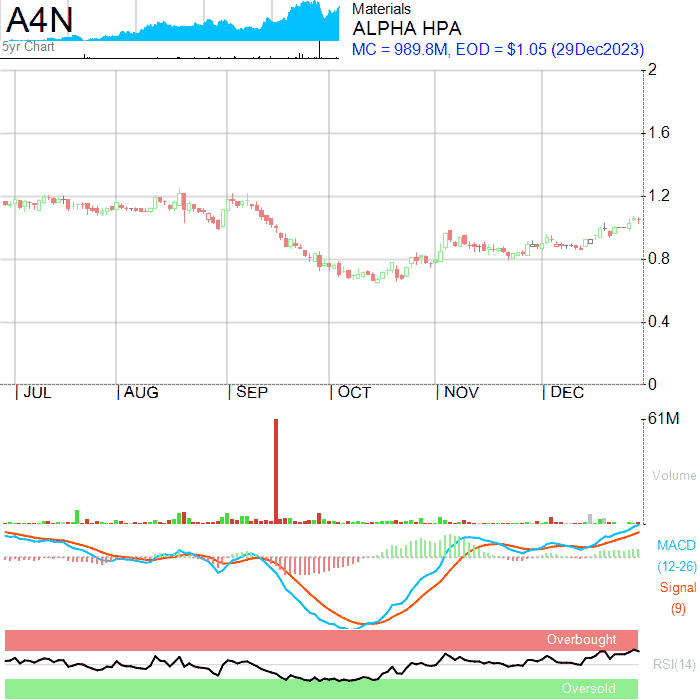 A4N
5yr Chart
Materials
ALPHA HPA
MC = 989.8M, EOD = $1.05 (29Dec2023)
2
1.6
1.2
0.8
0.4
0
JUL AUG SEP OCT NOV DEC
61M
Volume
MACD
(12-26)
Signal
(9)
Overbought
RSI(14)
Oversold